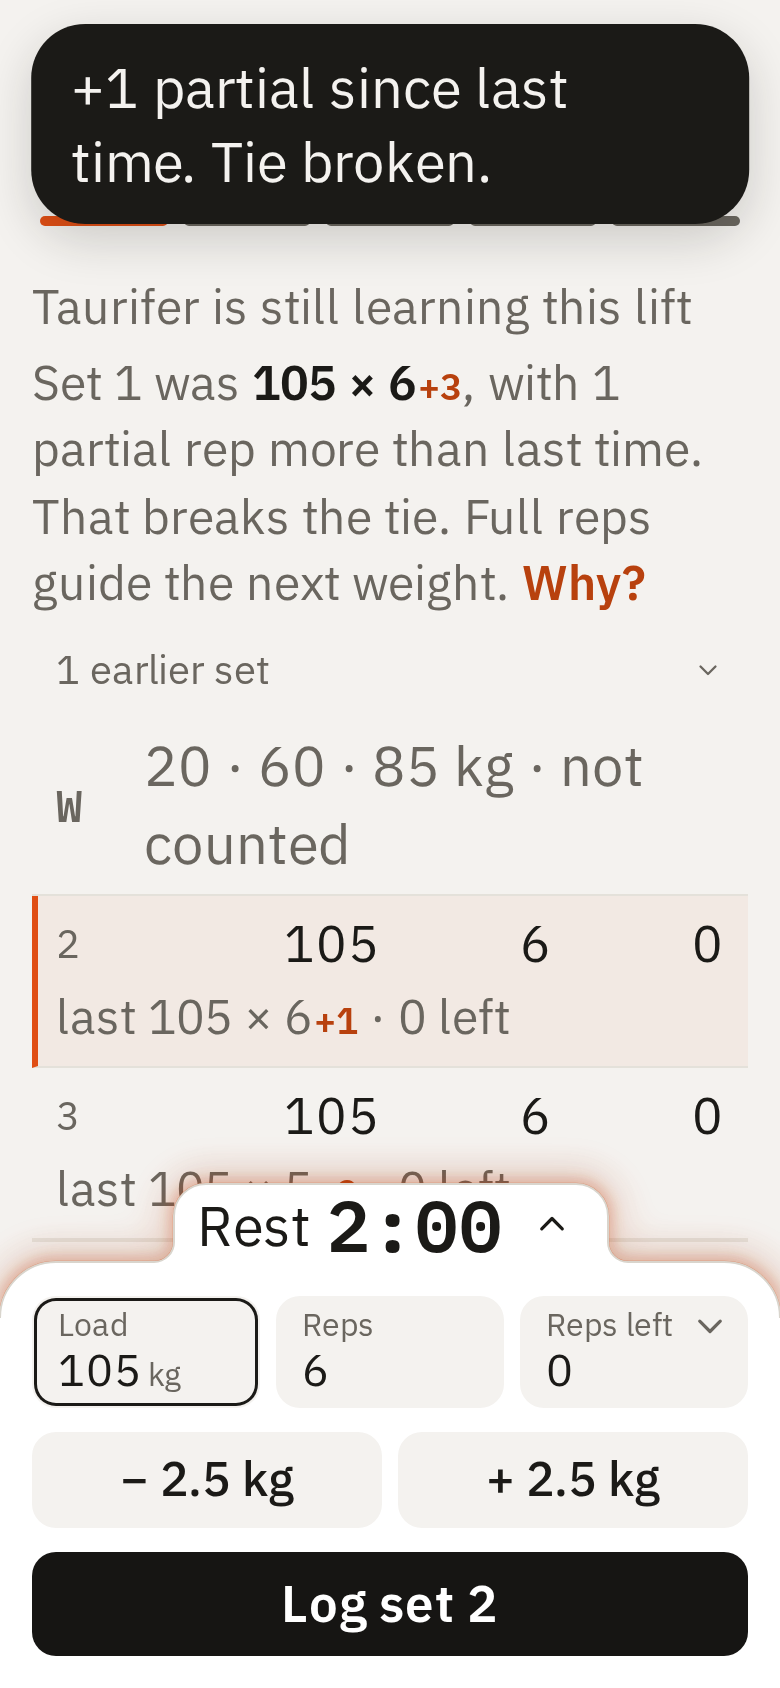 +1 partial since last
time. Tie broken.
Taurifer is still learning this lift
Set 1 was 105 × 6+3, with 1
partial rep more than last time.
That breaks the tie. Full reps
guide the next weight. Why?
1 earlier set
W 20 · 60 · 85 kg · not
counted
2 105 6 0
last 105 × 6+1 · 0 left
3 105 6 0
last
Rest 2:00
Load Reps Reps left
105 kg 6 0
− 2.5 kg + 2.5 kg
Log set 2